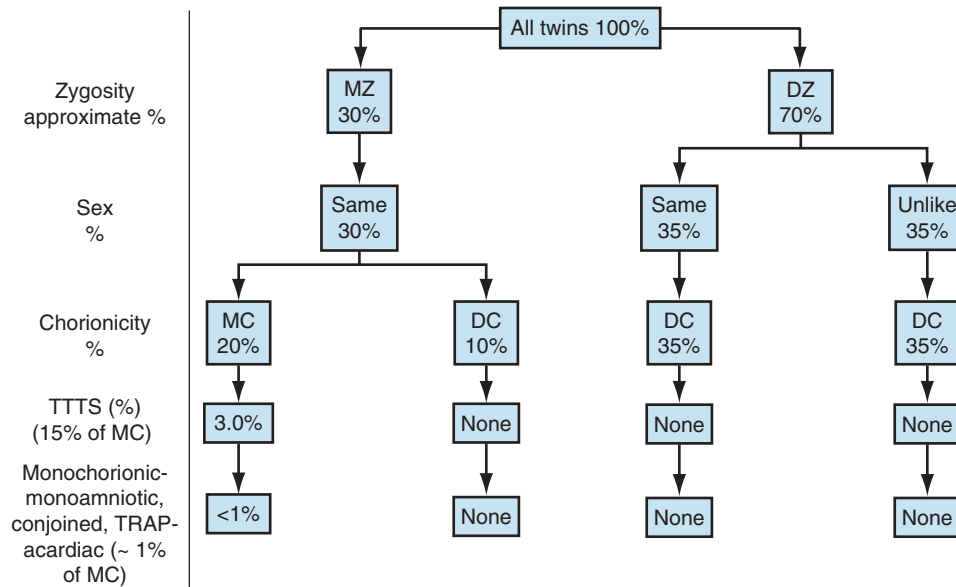 All twins 100%
Zygosity
approximate %
MZ
30%
DZ
70%
Sex
%
Same
30%
Same
35%
Unlike
35%
Chorionicity
%
MC
20%
DC
10%
DC
35%
DC
35%
TTTS (%)
(15% of MC)
3.0%
None
None
None
Monochorionic-
monoamniotic,
conjoined, TRAP-
acardiac (~ 1%
of MC)
<1%
None
None
None